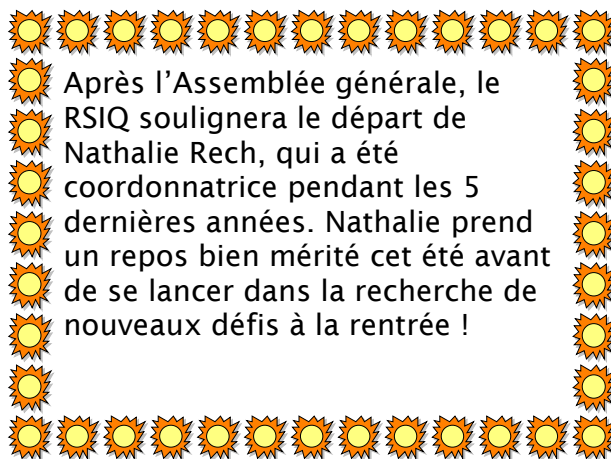 Après l’Assemblée générale, le
RSIQ soulignera le départ de
Nathalie Rech, qui a été
coordonnatrice pendant les 5
dernières années. Nathalie prend
un repos bien mérité cet été avant
de se lancer dans la recherche de
nouveaux défis à la rentrée !